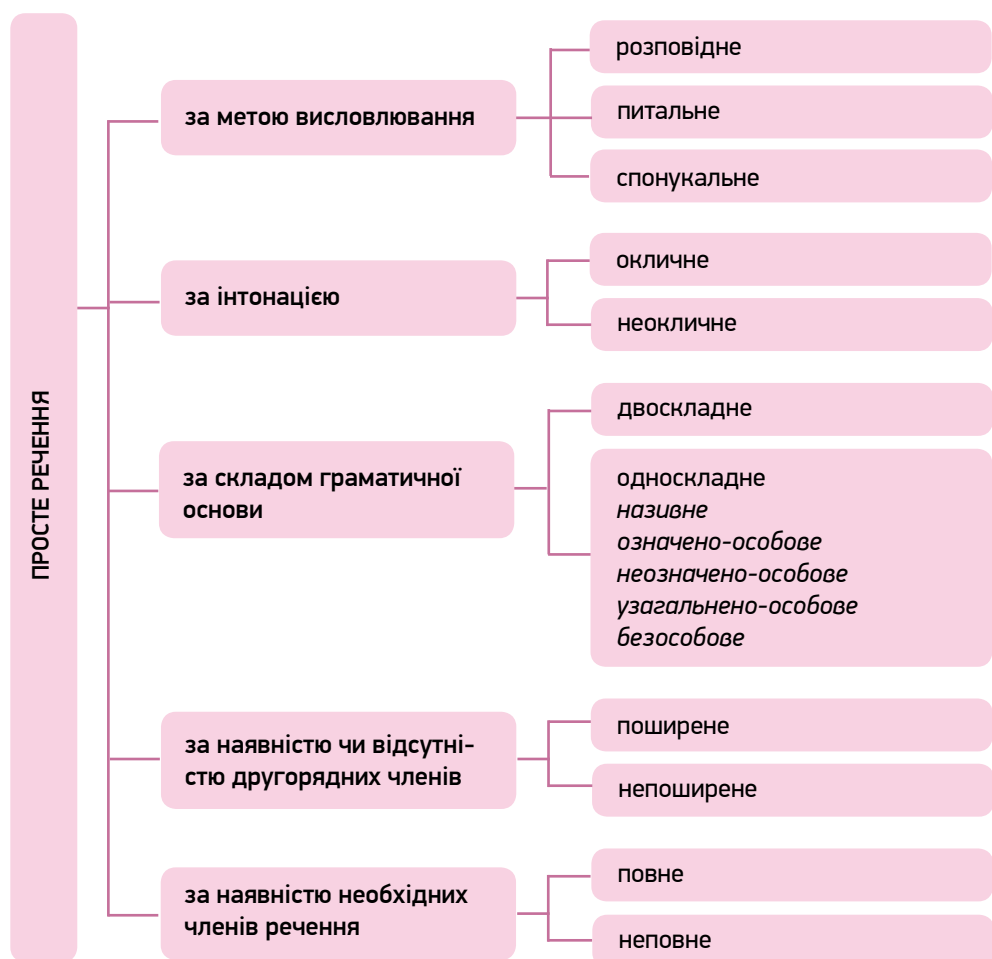 ПРОСТЕ РЕЧЕННЯ
за метою висловлювання
розповідне
питальне
спонукальне
за інтонацією
окличне
неокличне
за складом граматичної
основи
двоскладне
односкладне
називне
означено-особове
неозначено-особове
узагальнено-особове
безособове
за наявністю чи відсутні-
стю другорядних членів
поширене
непоширене
за наявністю необхідних
членів речення
повне
неповне